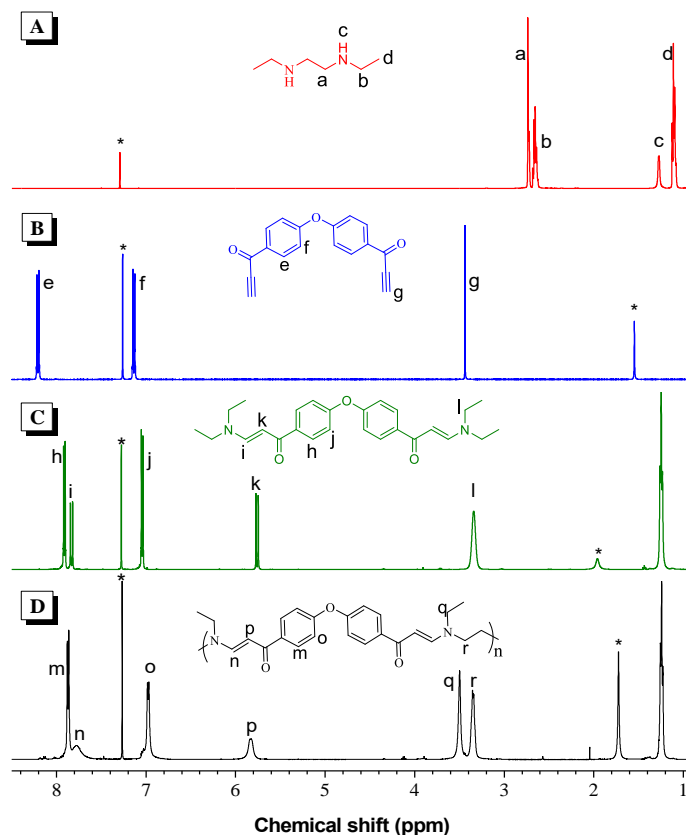 A
c
H
N
d
N
H
a
b
*
a
b
c
d
B
O
O
O
f
e
g
e
*
f
g
*
C
k
O
l
N
N
i
O
h
j
O
h
i
*
j
k
l
*
D
q
p
O
N
N
n
O
m
o
O
r
n
m
n
*
o
p
q
r
*
8
7
6
5
4
3
2
1
Chemical shift (ppm)